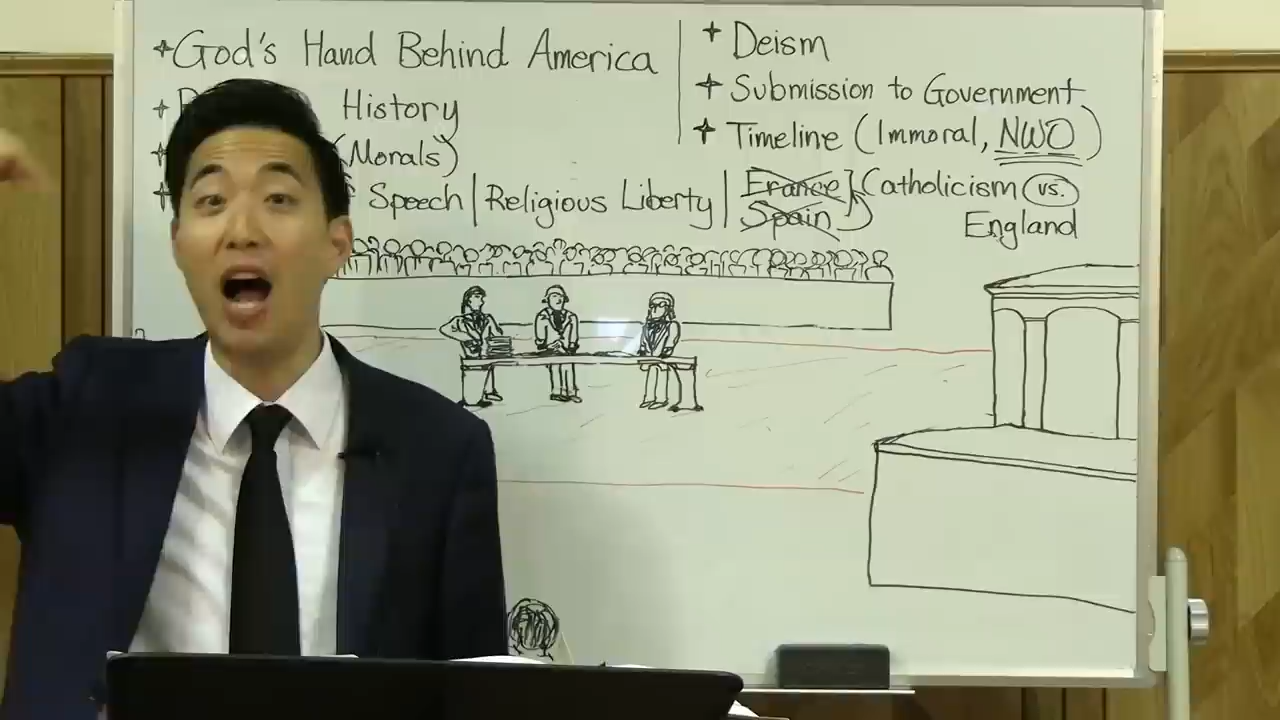 God's Hand Behind America
History
(Morals)
Speech | Religious Liberty | France } Catholicism vs.
Spain England
Deism
Submission to Government
Timeline (Immoral, NWO)